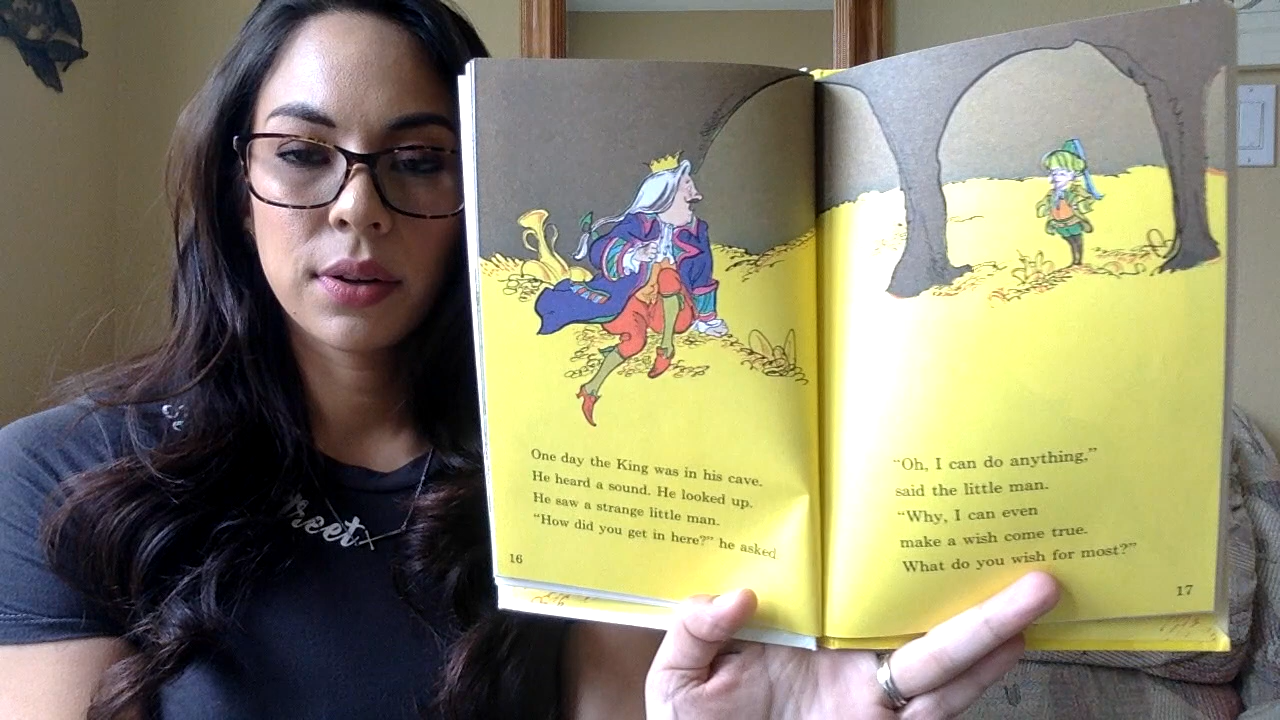 One day the King was in his cave.
He heard a sound. He looked up.
He saw a strange little man.
"How did you get in here?" he asked
16
"Oh, I can do anything,"
said the little man.
"Why, I can even
make a wish come true.
What do you wish for most?"
17